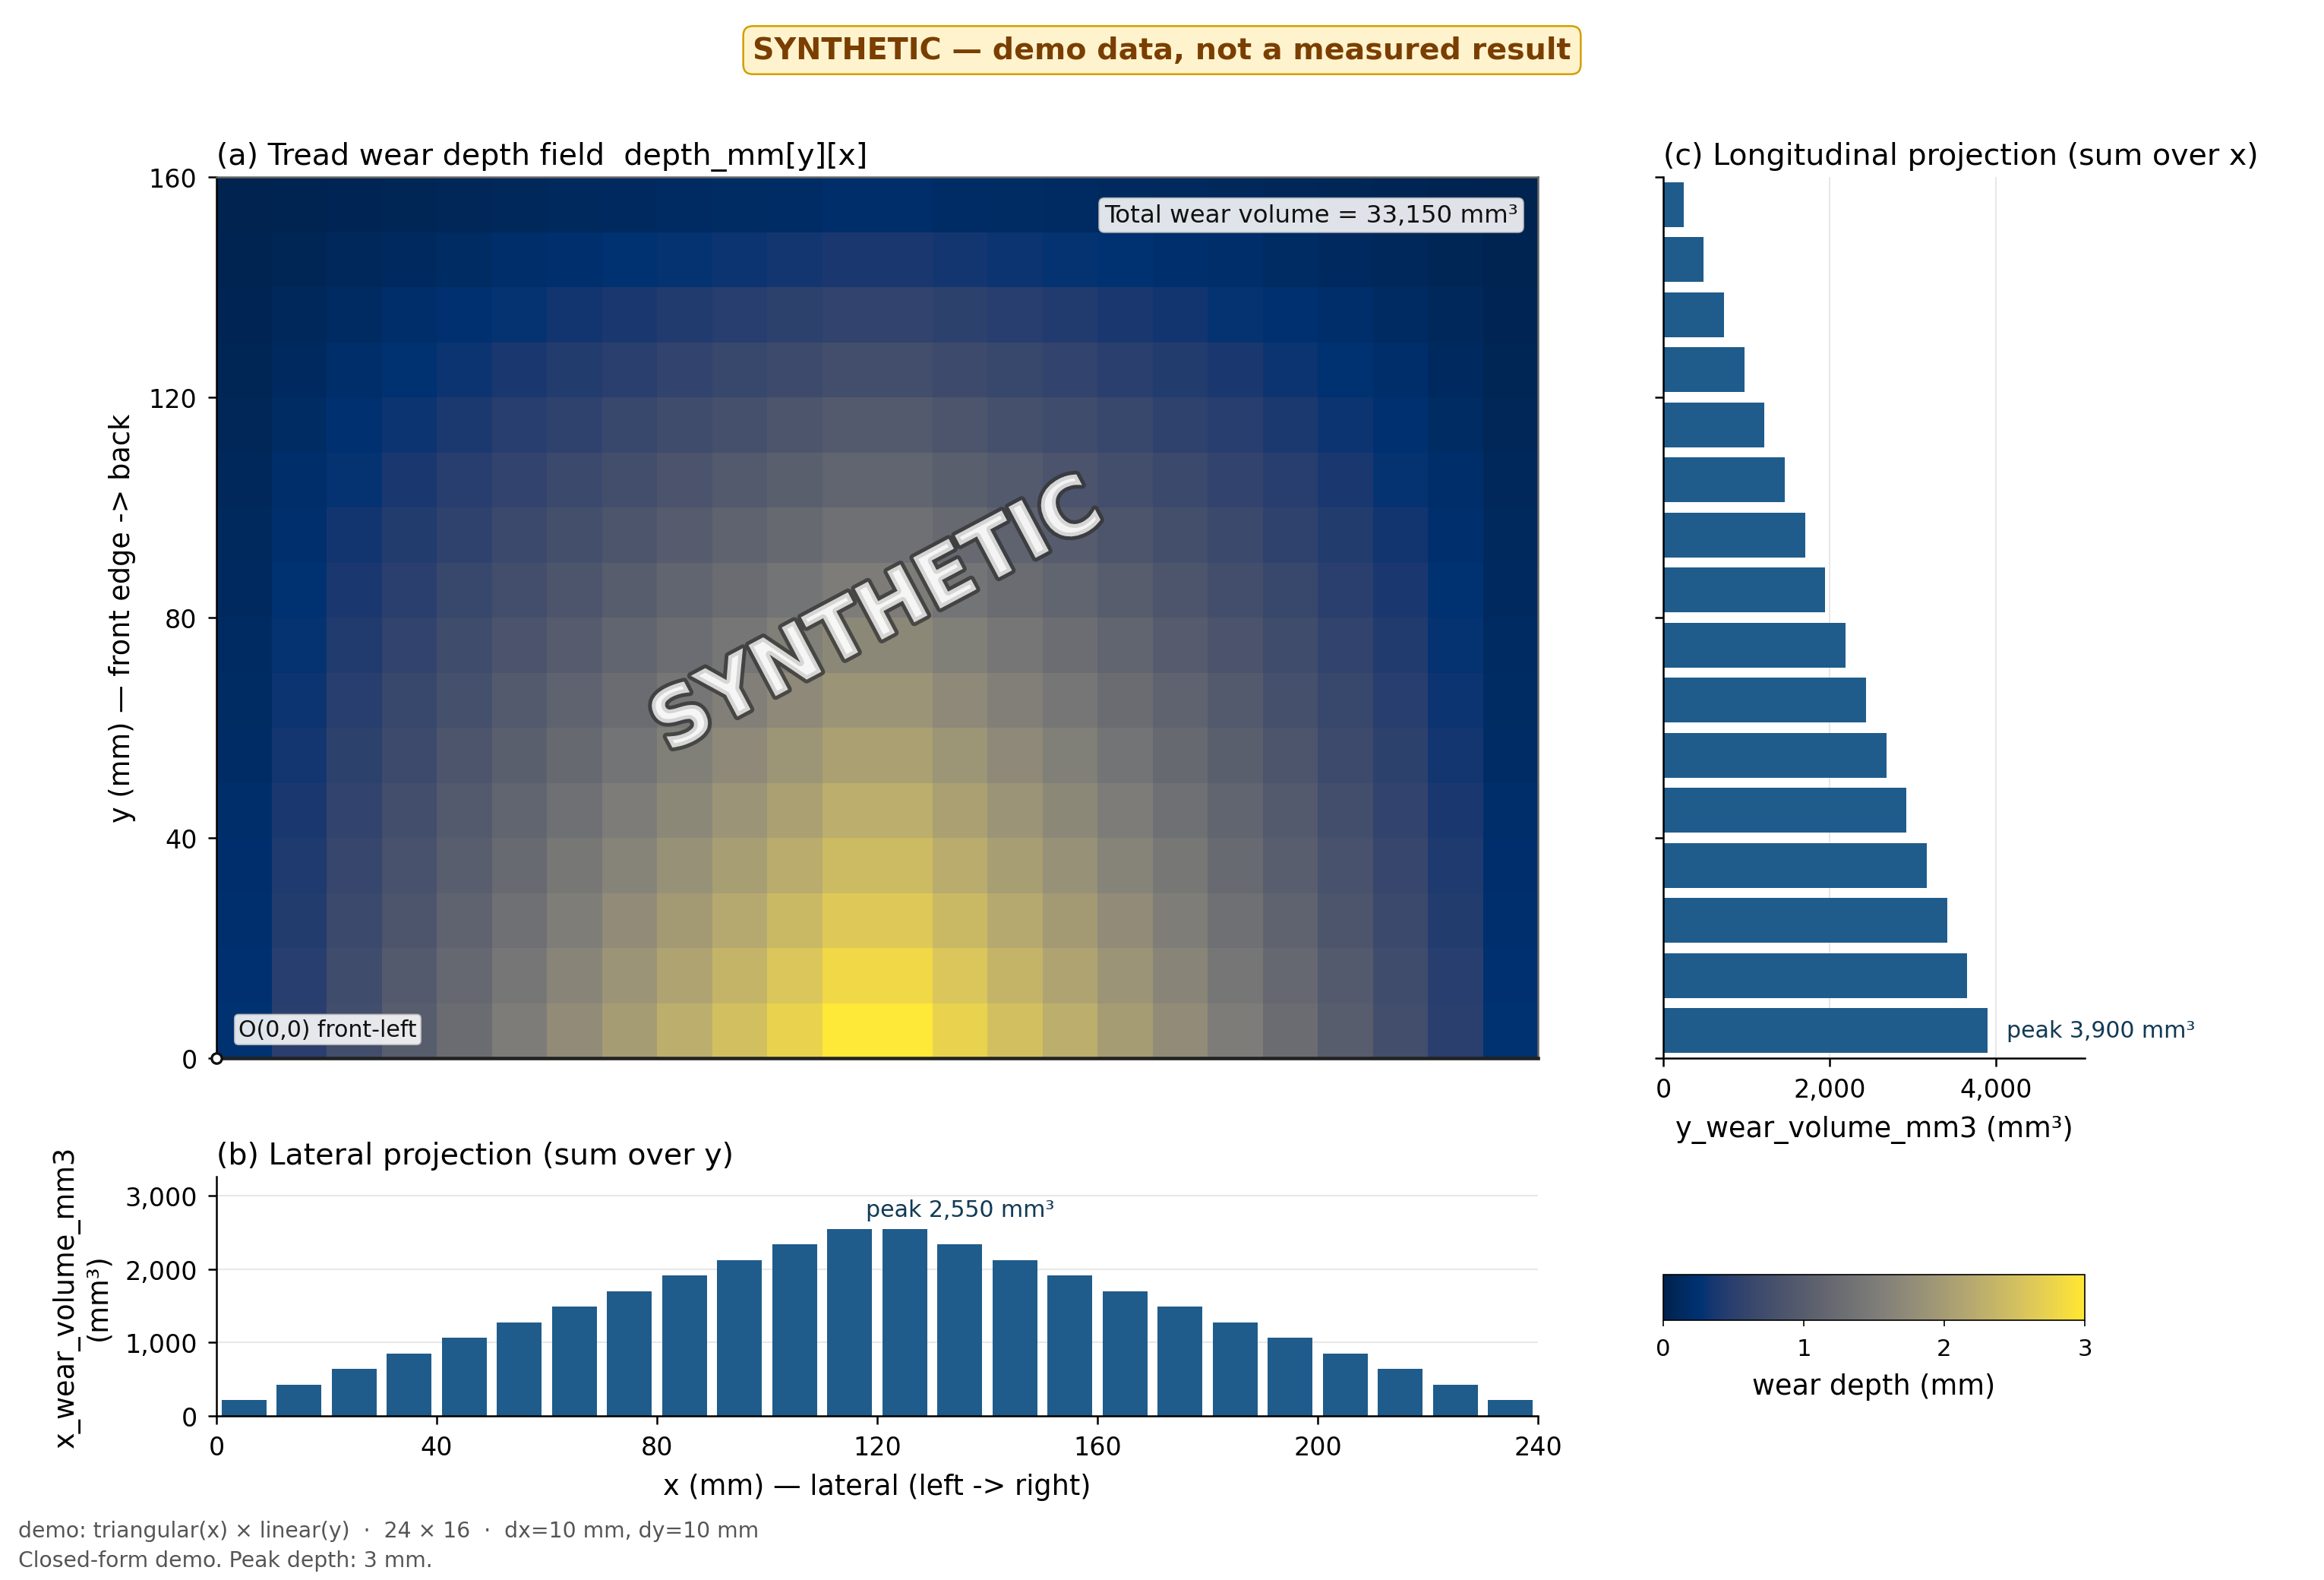 SYNTHETIC — demo data, not a measured result
(a) Tread wear depth field  depth_mm[y][x]
Total wear volume = 33,150 mm³
160
120
80
40
0
y (mm) — front edge -> back
SYNTHETIC
O(0,0) front-left
(c) Longitudinal projection (sum over x)
peak 3,900 mm³
0
2,000
4,000
y_wear_volume_mm3 (mm³)
(b) Lateral projection (sum over y)
x_wear_volume_mm3
(mm³)
3,000
2,000
1,000
0
peak 2,550 mm³
0
40
80
120
160
200
240
x (mm) — lateral (left -> right)
0
1
2
3
wear depth (mm)
demo: triangular(x) × linear(y)  ·  24 × 16  ·  dx=10 mm, dy=10 mm
Closed-form demo. Peak depth: 3 mm.